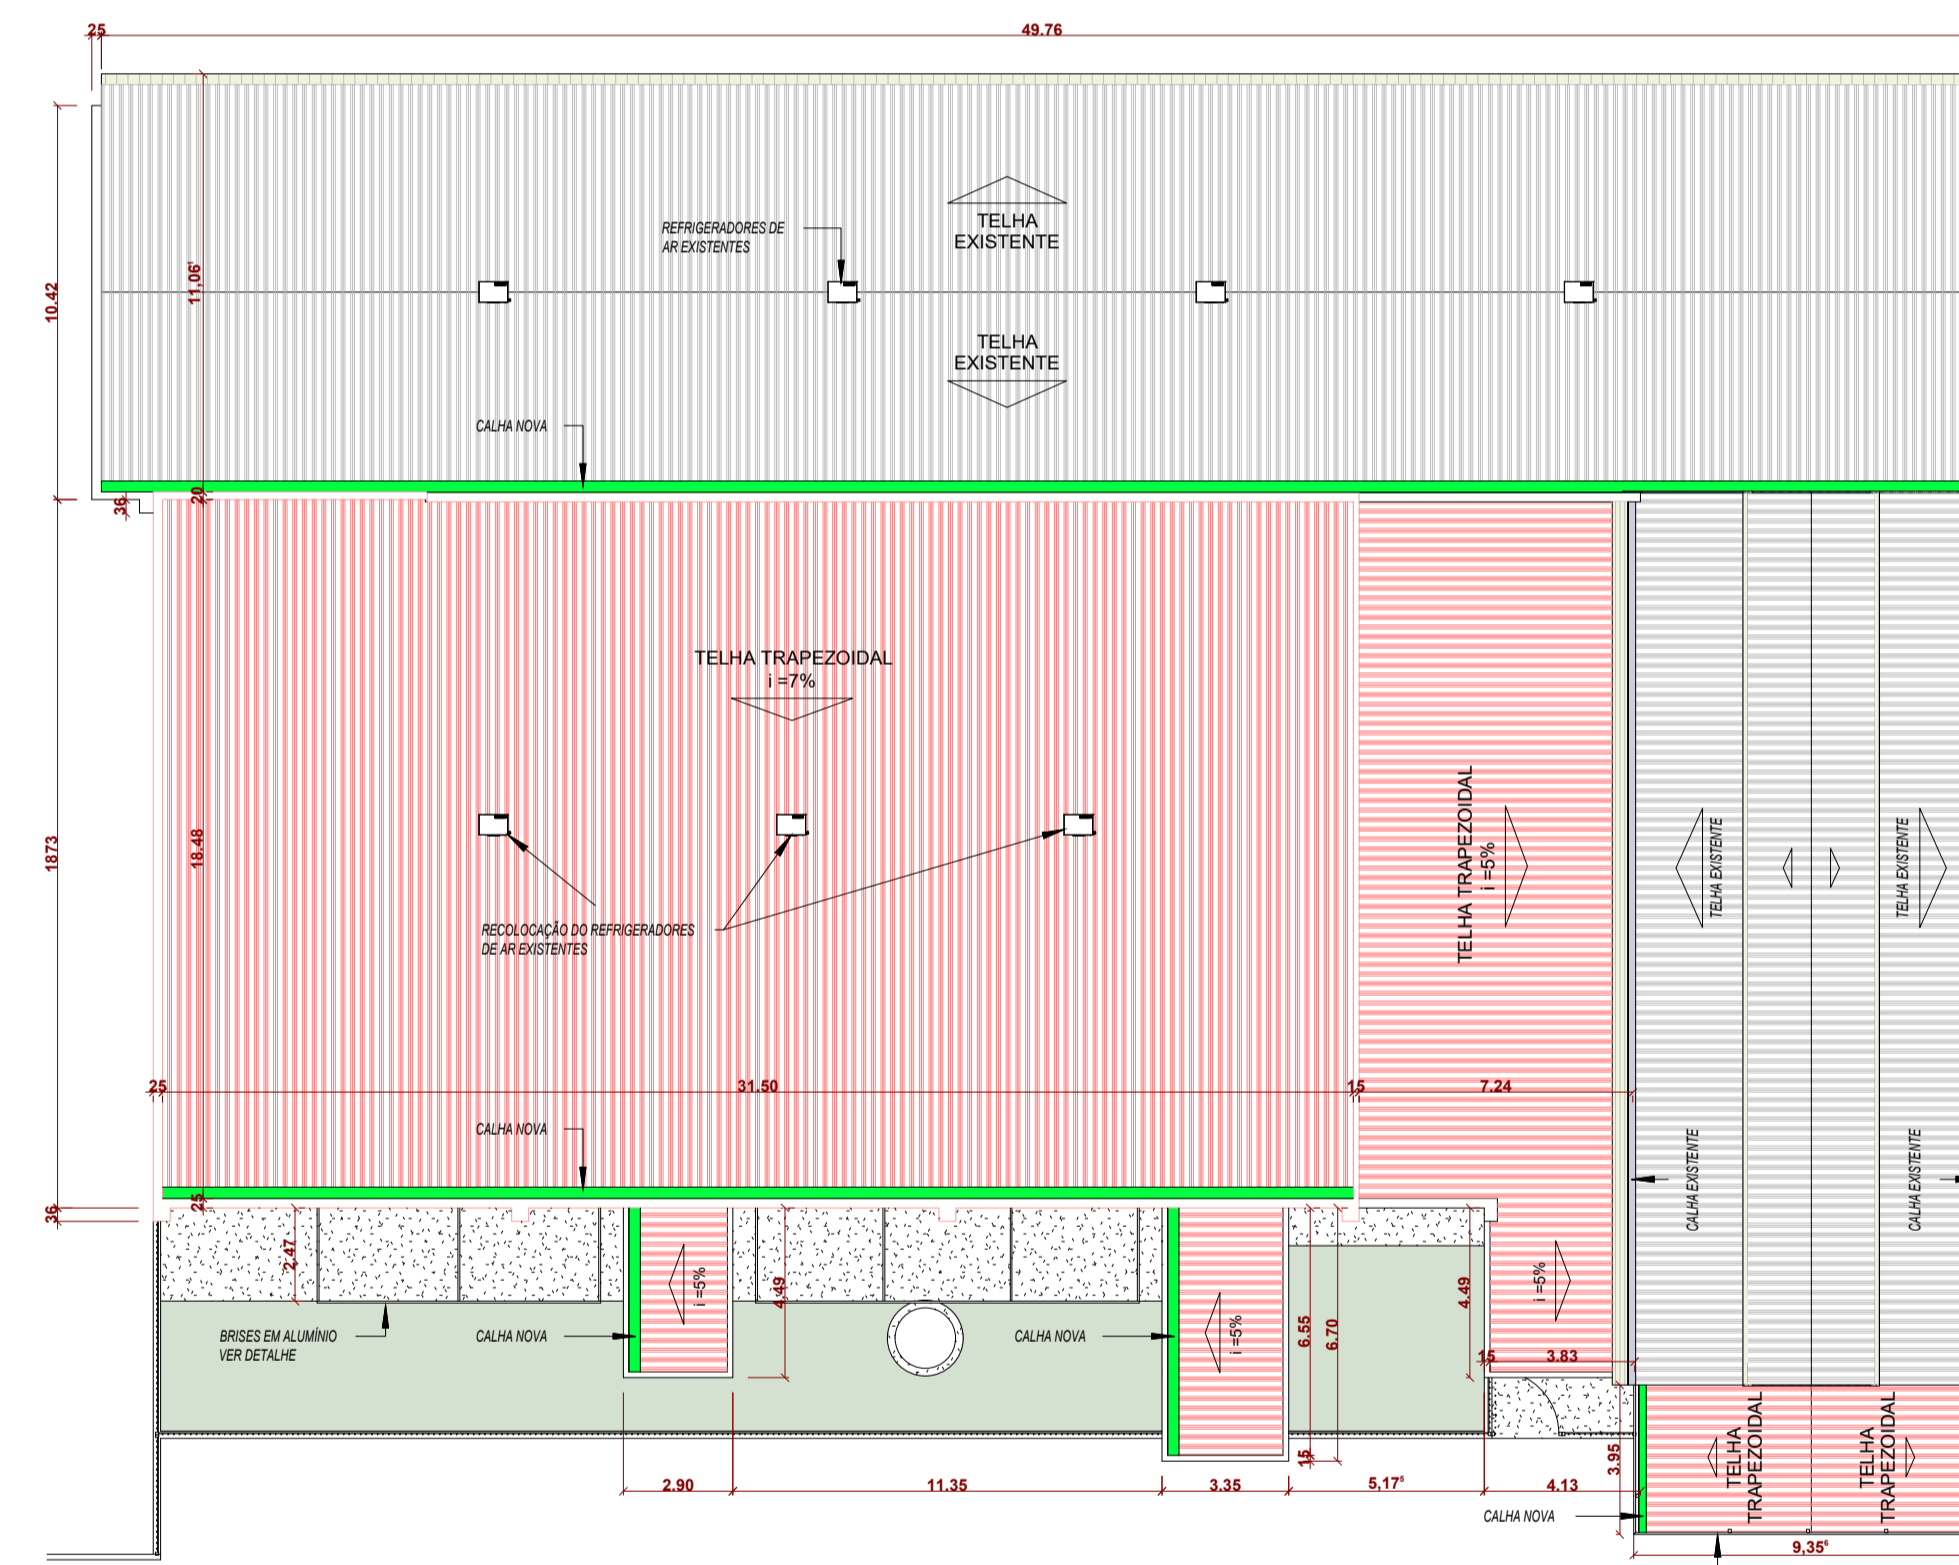 25
49.76
TELHA
EXISTENTE
REFRIGERADORES DE
AR EXISTENTES
11,06¹
10.42
TELHA
EXISTENTE
CALHA NOVA
20
36
TELHA TRAPEZOIDAL
i =7%
TELHA TRAPEZOIDAL
i =5%
TELHA EXISTENTE
TELHA EXISTENTE
1873
18.48
RECOLOCAÇÃO DO REFRIGERADORES
DE AR EXISTENTES
25
31.50
15
7.24
CALHA NOVA
CALHA EXISTENTE
CALHA EXISTENTE
25
36
2.47
i =5%
4.49
i =5%
6.55
6.70
4.49
i =5%
BRISES EM ALUMÍNIO
VER DETALHE
CALHA NOVA
CALHA NOVA
15
3.83
15
3.95
TELHA
TRAPEZOIDAL
TELHA
TRAPEZOIDAL
2.90
11.35
3.35
5,17⁵
4.13
CALHA NOVA
9,35⁶